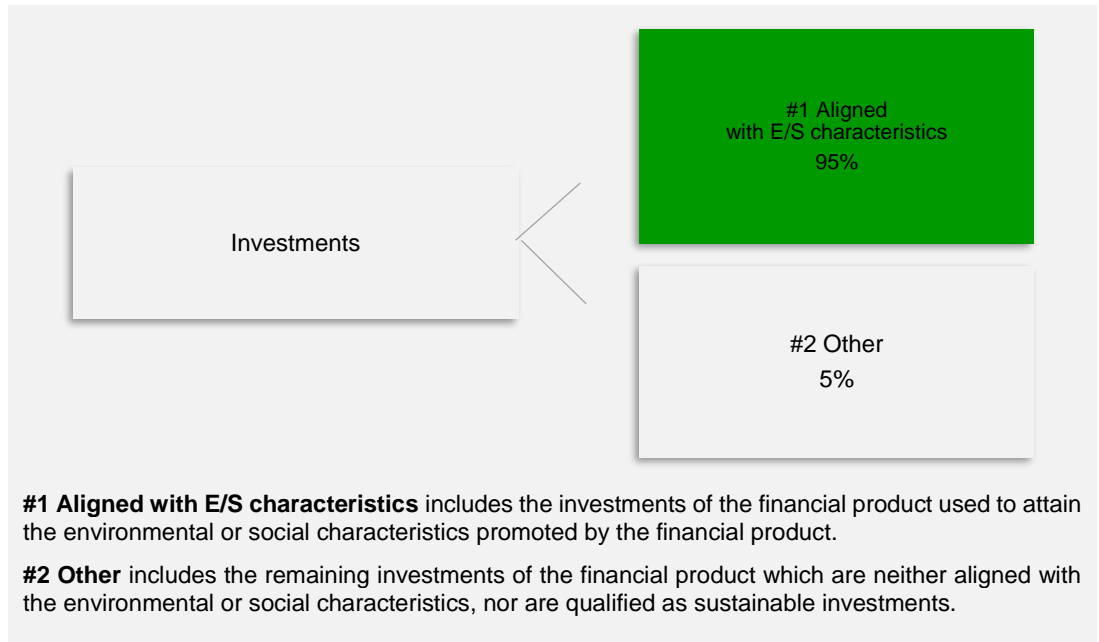 #1 Aligned
with E/S characteristics
95%
Investments
#2 Other
5%
#1 Aligned with E/S characteristics includes the investments of the financial product used to attain
the environmental or social characteristics promoted by the financial product.
#2 Other includes the remaining investments of the financial product which are neither aligned with
the environmental or social characteristics, nor are qualified as sustainable investments.